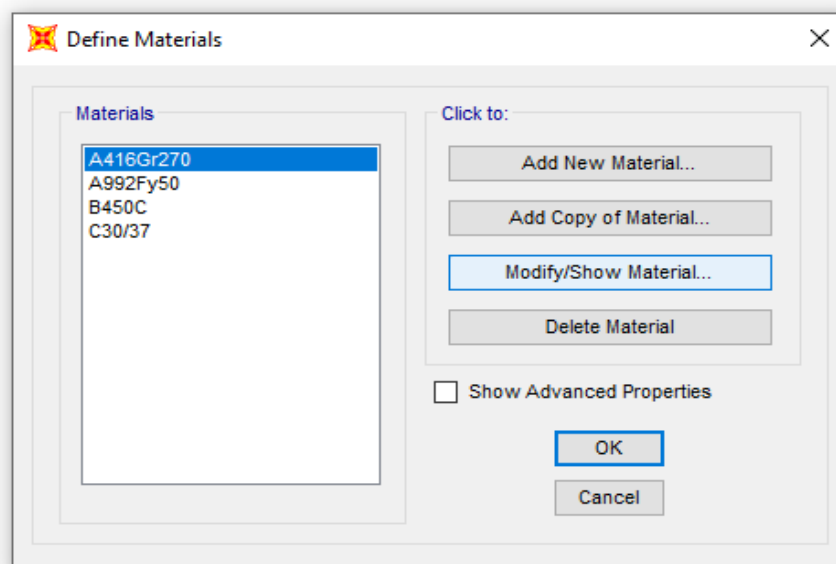 Define Materials
Materials
A416Gr270
A992Fy50
B450C
C30/37
Click to:
Add New Material...
Add Copy of Material...
Modify/Show Material...
Delete Material
Show Advanced Properties
OK
Cancel